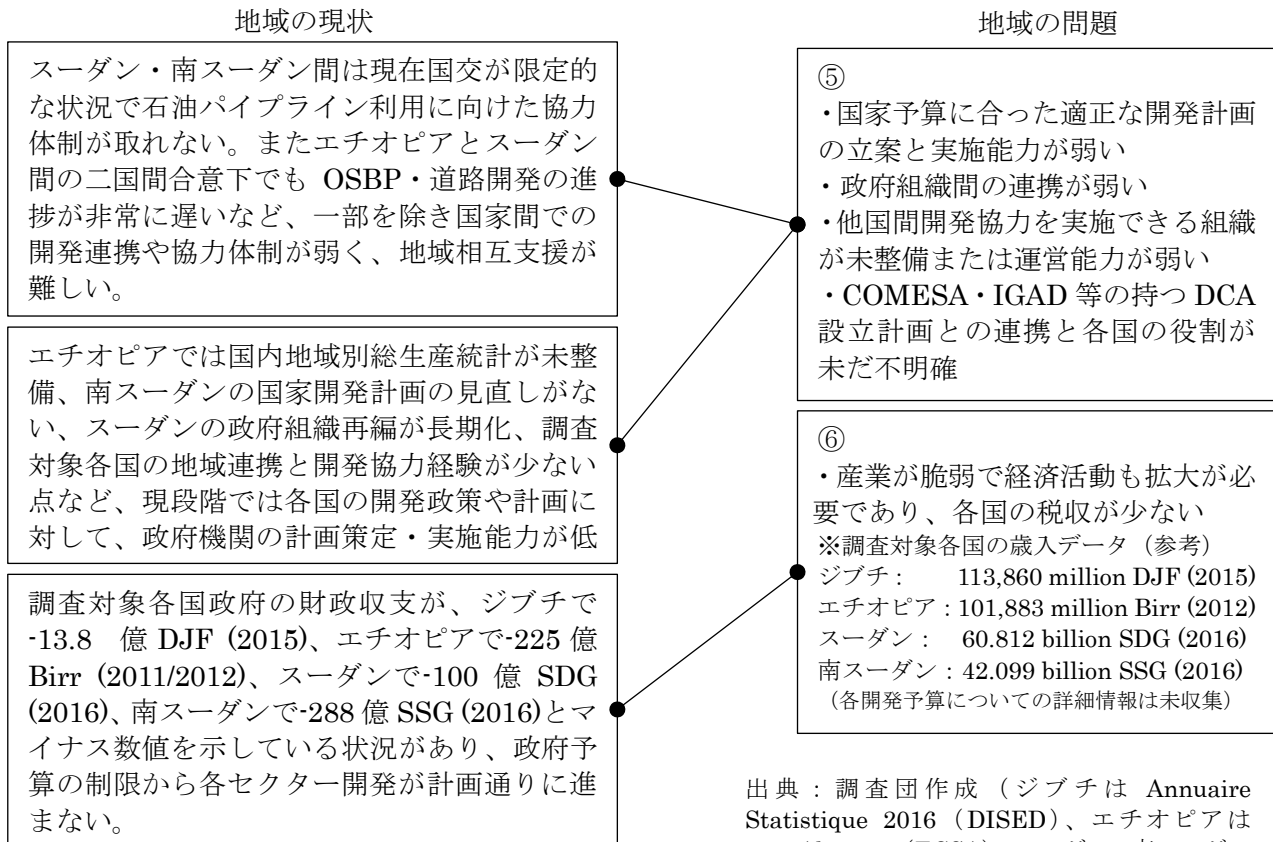 地域の現状
スーダン・南スーダン間は現在国交が限定的
な状況で石油パイプライン利用に向けた協力
体制が取れない。またエチオピアとスーダン
間の二国間合意下でも OSBP・道路開発の進
捗が非常に遅いなど、一部を除き国家間での
開発連携や協力体制が弱く、地域相互支援が
難しい。
エチオピアでは国内地域別総生産統計が未整
備、南スーダンの国家開発計画の見直しがな
い、スーダンの政府組織再編が長期化、調査
対象各国の地域連携と開発協力経験が少ない
点など、現段階では各国の開発政策や計画に
対して、政府機関の計画策定・実施能力が低
調査対象各国政府の財政収支が、ジブチで
-13.8 億 DJF (2015)、エチオピアで-225 億
Birr (2011/2012)、スーダンで-100 億 SDG
(2016)、南スーダンで-288 億 SSG (2016)とマ
イナス数値を示している状況があり、政府予
算の制限から各セクター開発が計画通りに進
まない。
地域の問題
⑤
・国家予算に合った適正な開発計画
の立案と実施能力が弱い
・政府組織間の連携が弱い
・他国間開発協力を実施できる組織
が未整備または運営能力が弱い
・COMESA・IGAD 等の持つ DCA
設立計画との連携と各国の役割が
未だ不明確
⑥
・産業が脆弱で経済活動も拡大が必
要であり、各国の税収が少ない
※調査対象各国の歳入データ（参考）
ジブチ： 113,860 million DJF (2015)
エチオピア：101,883 million Birr (2012)
スーダン： 60.812 billion SDG (2016)
南スーダン：42.099 billion SSG (2016)
（各開発予算についての詳細情報は未収集）
出典：調査団作成（ジブチは Annuaire
Statistique 2016（DISED）、エチオピアは